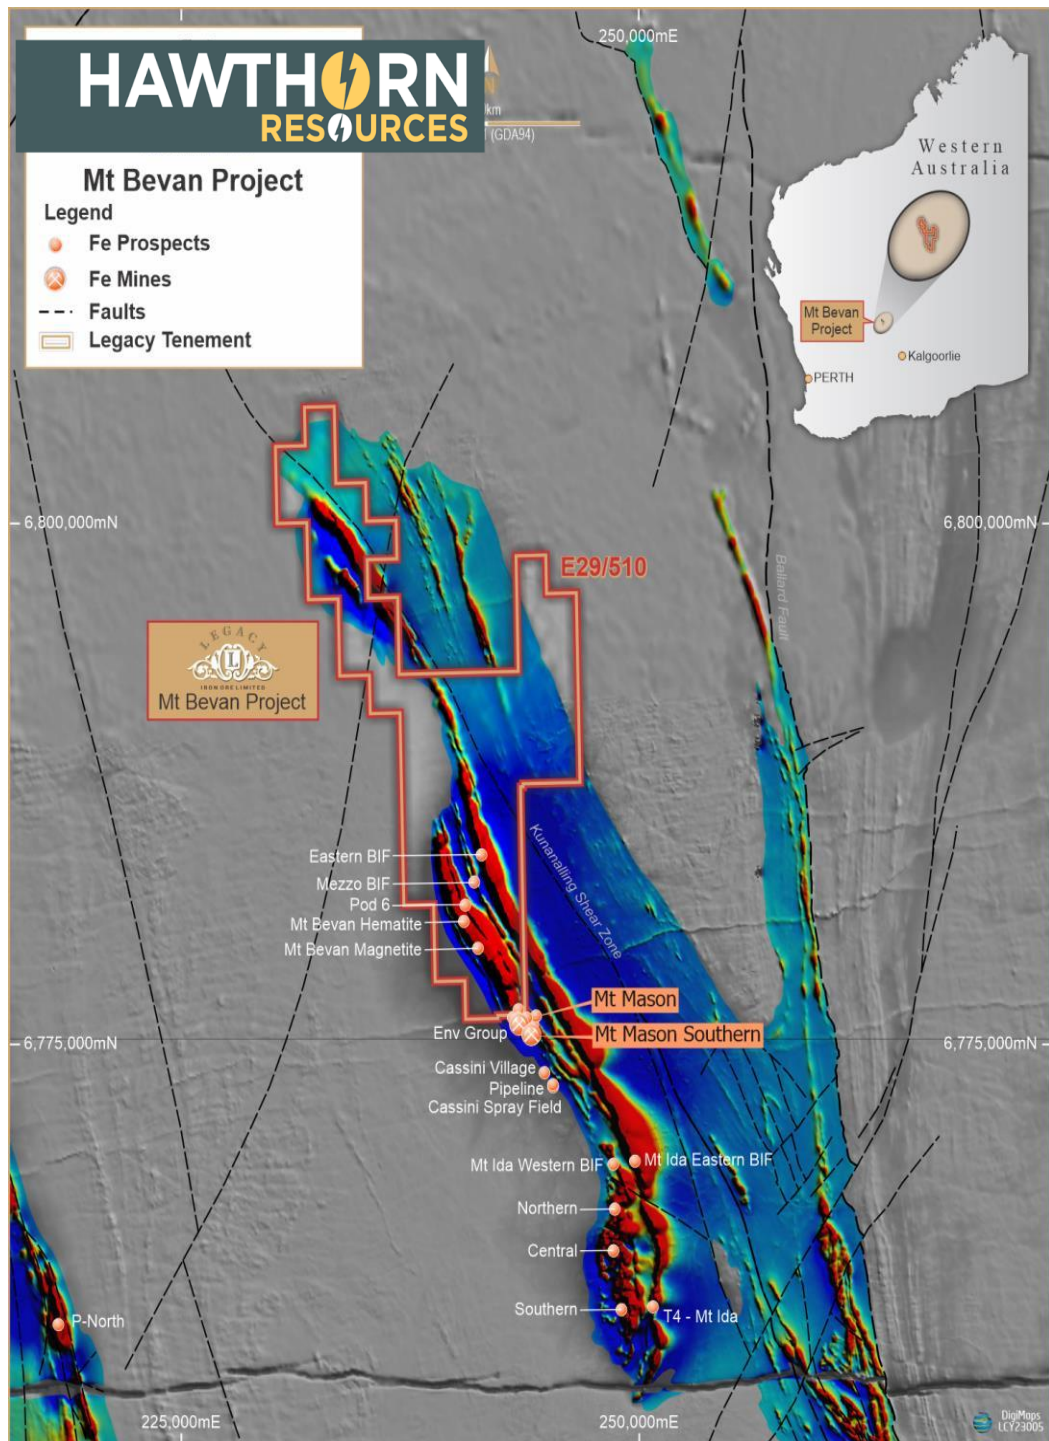 250,000mE
HAWTHORN
RESOURCES
km
(GDA94)
Mt Bevan Project
Legend
Fe Prospects
Fe Mines
Faults
Legacy Tenement
Western
Australia
Mt Bevan
Project
Kalgoorlie
PERTH
6,800,000mN
6,800,000mN
E29/510
Ballard Fault
LEGACY
LJ
IRON ORE LIMITED
Mt Bevan Project
Kunanalling Shear Zone
Eastern BIF
Mezzo BIF
Pod 6
Mt Bevan Hematite
Mt Bevan Magnetite
Mt Mason
Env Group
Mt Mason Southern
6,775,000mN
6,775,000mN
Cassini Village
Pipeline
Cassini Spray Field
Mt Ida Western BIF
Mt Ida Eastern BIF
Northern
Central
Southern
T4 - Mt Ida
P-North
225,000mE
250,000mE
DigiMaps
LCY23005